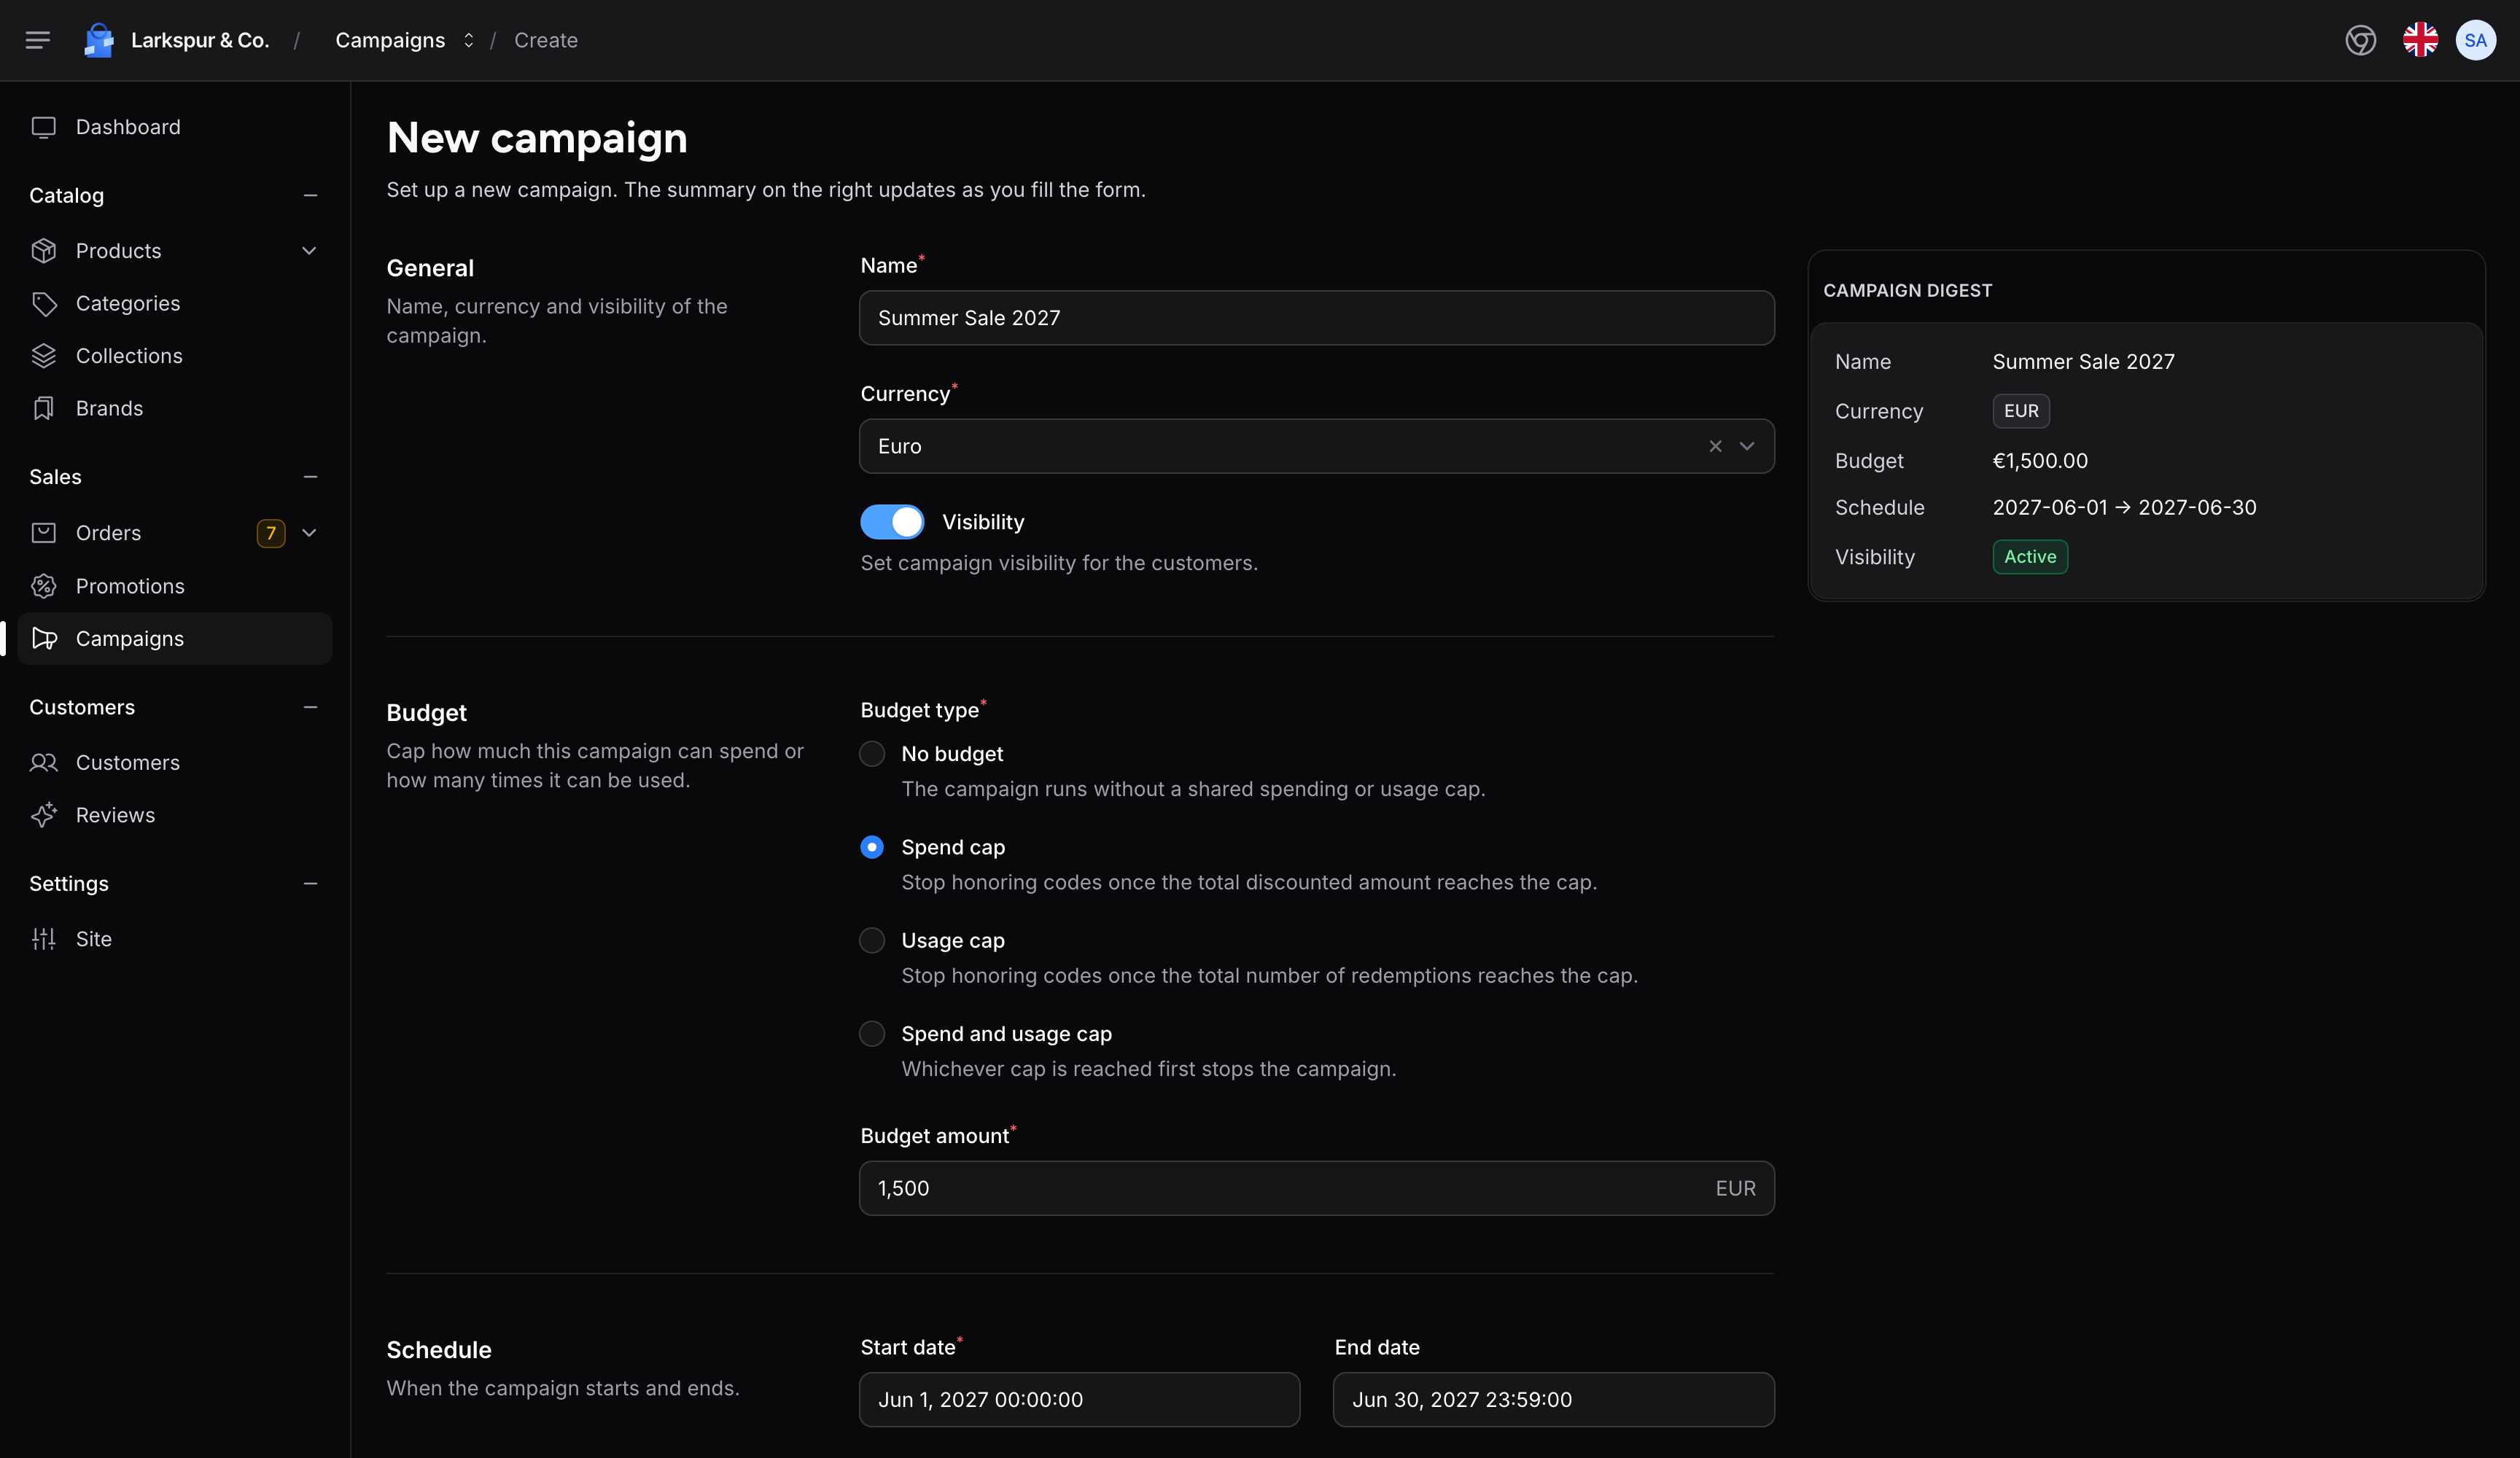 Larkspur & Co. / Campaigns / Create
SA
Dashboard
Catalog
Products
Categories
Collections
Brands
Sales
Orders 7
Promotions
Campaigns
Customers
Customers
Reviews
Settings
Site
New campaign
Set up a new campaign. The summary on the right updates as you fill the form.
General
Name, currency and visibility of the
campaign.
Name*
Summer Sale 2027
Currency*
Euro
Visibility
Set campaign visibility for the customers.
Budget
Cap how much this campaign can spend or
how many times it can be used.
Budget type*
No budget
The campaign runs without a shared spending or usage cap.
Spend cap
Stop honoring codes once the total discounted amount reaches the cap.
Usage cap
Stop honoring codes once the total number of redemptions reaches the cap.
Spend and usage cap
Whichever cap is reached first stops the campaign.
Budget amount*
1,500 EUR
Schedule
When the campaign starts and ends.
Start date*
Jun 1, 2027 00:00:00
End date
Jun 30, 2027 23:59:00
CAMPAIGN DIGEST
Name Summer Sale 2027
Currency EUR
Budget €1,500.00
Schedule 2027-06-01 → 2027-06-30
Visibility Active